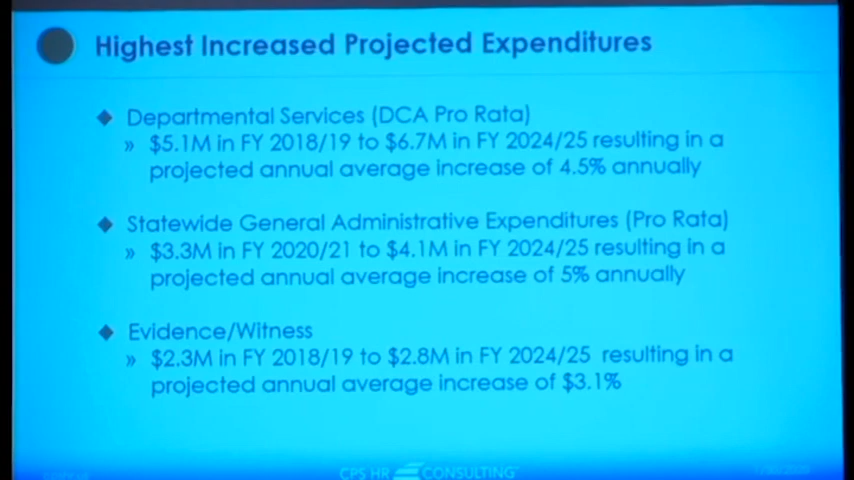 Highest Increased Projected Expenditures
◆ Departmental Services (DCA Pro Rata)
» $5.1M in FY 2018/19 to $6.7M in FY 2024/25 resulting in a
projected annual average increase of 4.5% annually
◆ Statewide General Administrative Expenditures (Pro Rata)
» $3.3M in FY 2020/21 to $4.1M in FY 2024/25 resulting in a
projected annual average increase of 5% annually
◆ Evidence/Witness
» $2.3M in FY 2018/19 to $2.8M in FY 2024/25 resulting in a
projected annual average increase of $3.1%
CPS HR CONSULTING